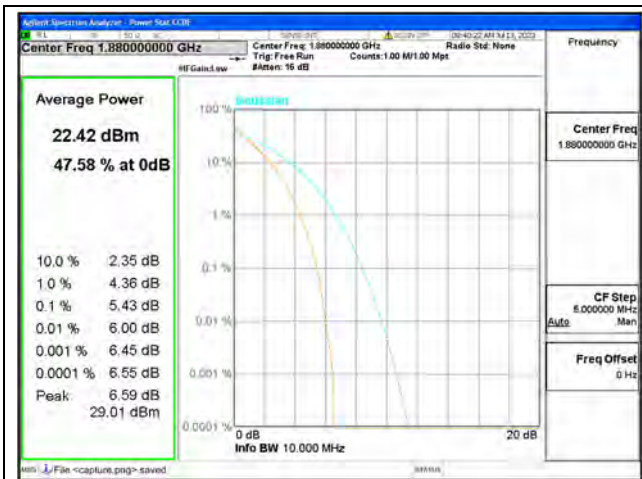 Agilent Spectrum Analyzer - Power Stat CCDF
Center Freq 1.880000000 GHz
Center Freq: 1.880000000 GHz
Radio Std: None
Trig: Free Run
Counts:1.00 M/1.00 Mpt
#IFGain:Low
#Atten: 16 dB
Frequency
Average Power
22.42 dBm
47.58 % at 0dB
10.0 % 2.35 dB
1.0 % 4.36 dB
0.1 % 5.43 dB
0.01 % 6.00 dB
0.001 % 6.45 dB
0.0001 % 6.55 dB
Peak 6.59 dB
29.01 dBm
100 %
Gaussian
10 %
1 %
0.1 %
0.01 %
0.001 %
0.0001 %
0 dB
20 dB
Info BW 10.000 MHz
Center Freq
1.880000000 GHz
CF Step
5.000000 MHz
Auto Man
Freq Offset
0 Hz
MSG File <capture.png> saved
STATUS